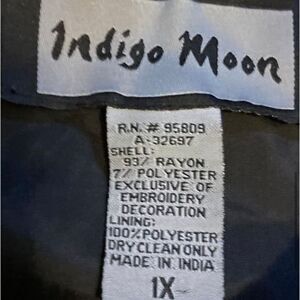 Indigo Moon
R.N. # 95809
A-32697
SHELL:
93% RAYON
7% POLYESTER
EXCLUSIVE OF
EMBROIDERY
DECORATION
LINING:
100%POLYESTER
DRY CLEAN ONLY
MADE IN INDIA
1X